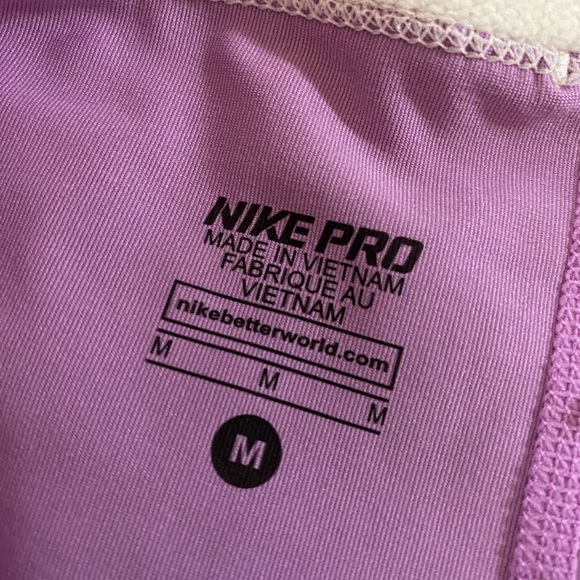 NIKE PRO
MADE IN VIETNAM
FABRIQUE AU
VIETNAM
nikebetterworld.com
M M M
M